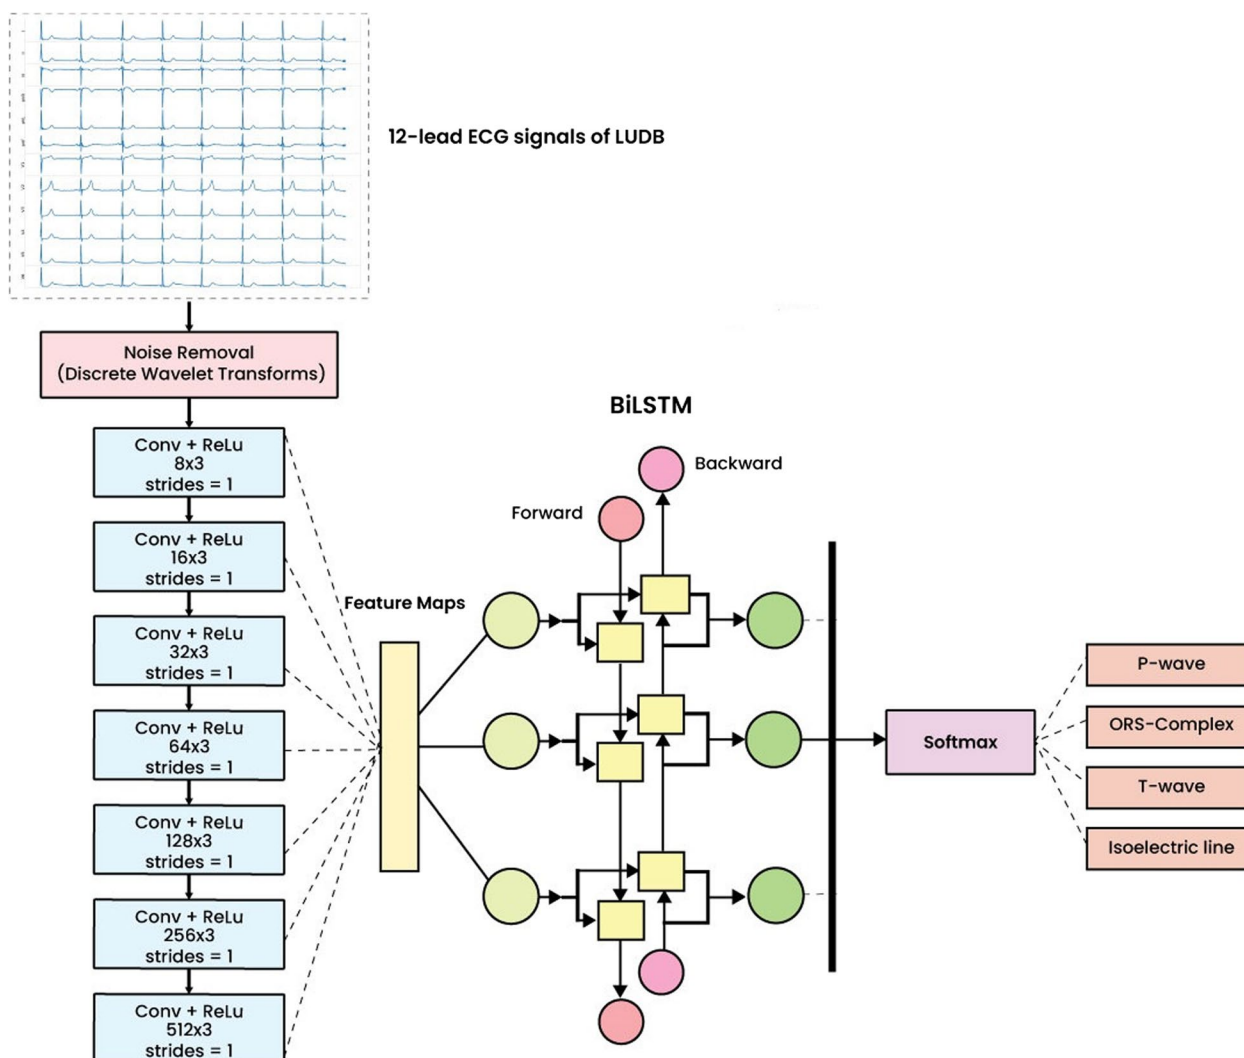 12-lead ECG signals of LUDB
Noise Removal
(Discrete Wavelet Transforms)
Conv + ReLu
8x3
strides = 1
Conv + ReLu
16x3
strides = 1
Conv + ReLu
32x3
strides = 1
Conv + ReLu
64x3
strides = 1
Conv + ReLu
128x3
strides = 1
Conv + ReLu
256x3
strides = 1
Conv + ReLu
512x3
strides = 1
Feature Maps
BiLSTM
Backward
Forward
Softmax
P-wave
ORS-Complex
T-wave
Isoelectric line